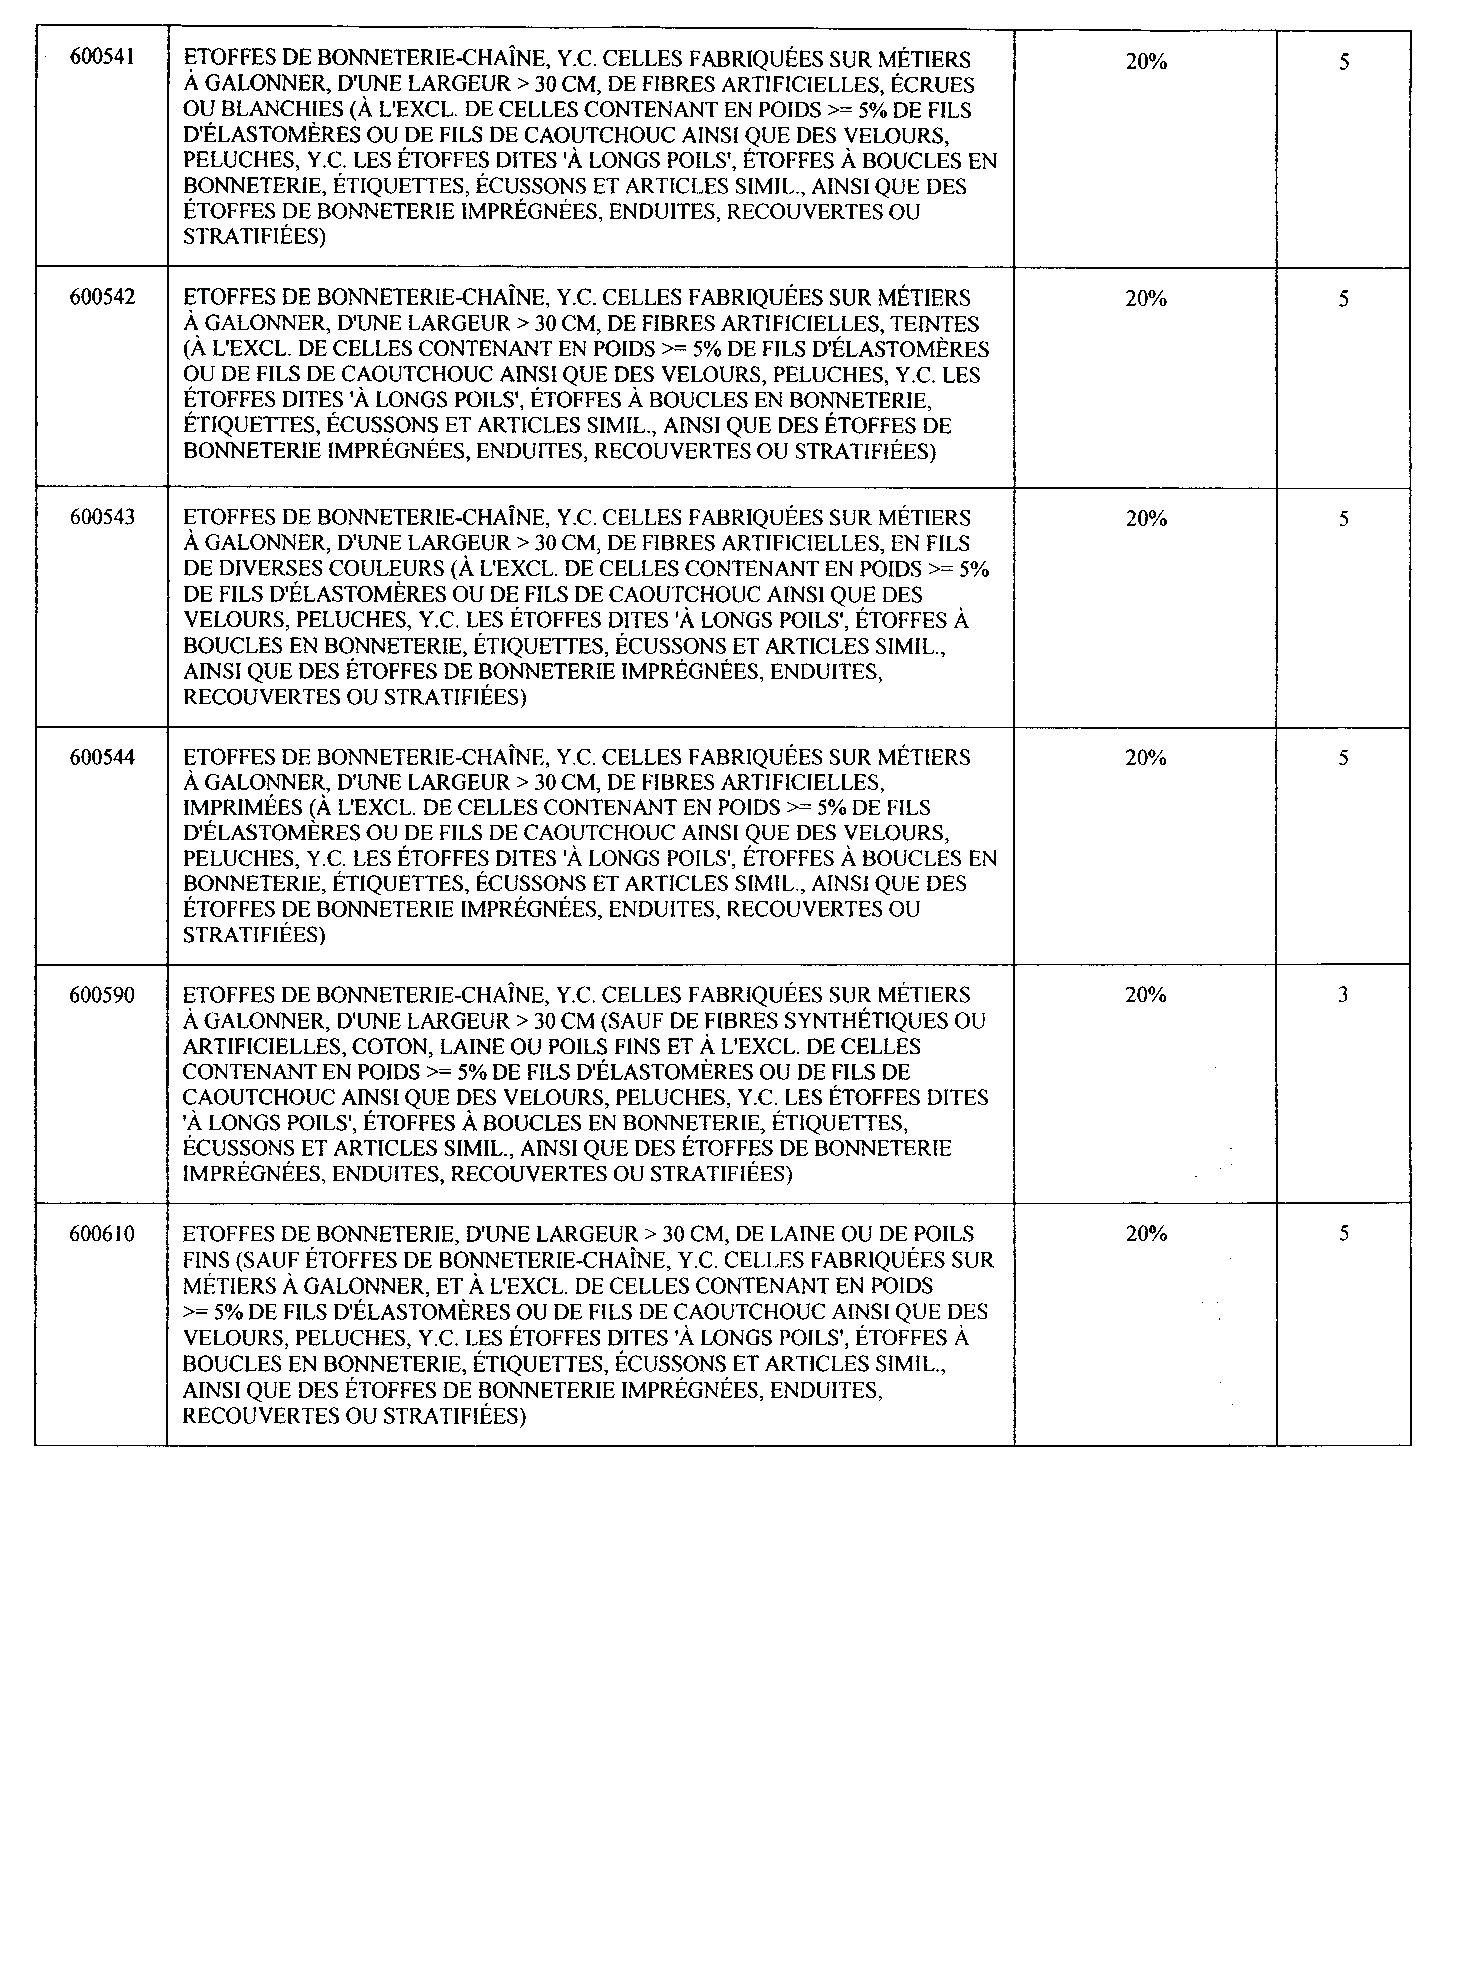 600541 ETOFFES DE BONNETERIE-CHAÎNE, Y.C. CELLES FABRIQUÉES SUR MÉTIERS 20% 5
À GALONNER, D'UNE LARGEUR > 30 CM, DE FIBRES ARTIFICIELLES, ÉCRUES
OU BLANCHIES (À L'EXCL. DE CELLES CONTENANT EN POIDS >= 5% DE FILS
D'ÉLASTOMÈRES OU DE FILS DE CAOUTCHOUC AINSI QUE DES VELOURS,
PELUCHES, Y.C. LES ÉTOFFES DITES 'À LONGS POILS', ÉTOFFES À BOUCLES EN
BONNETERIE, ÉTIQUETTES, ÉCUSSONS ET ARTICLES SIMIL., AINSI QUE DES
ÉTOFFES DE BONNETERIE IMPRÉGNÉES, ENDUITES, RECOUVERTES OU
STRATIFIÉES)
600542 ETOFFES DE BONNETERIE-CHAÎNE, Y.C. CELLES FABRIQUÉES SUR MÉTIERS 20% 5
À GALONNER, D'UNE LARGEUR > 30 CM, DE FIBRES ARTIFICIELLES, TEINTES
(À L'EXCL. DE CELLES CONTENANT EN POIDS >= 5% DE FILS D'ÉLASTOMÈRES
OU DE FILS DE CAOUTCHOUC AINSI QUE DES VELOURS, PELUCHES, Y.C. LES
ÉTOFFES DITES 'À LONGS POILS', ÉTOFFES À BOUCLES EN BONNETERIE,
ÉTIQUETTES, ÉCUSSONS ET ARTICLES SIMIL., AINSI QUE DES ÉTOFFES DE
BONNETERIE IMPRÉGNÉES, ENDUITES, RECOUVERTES OU STRATIFIÉES)
600543 ETOFFES DE BONNETERIE-CHAÎNE, Y.C. CELLES FABRIQUÉES SUR MÉTIERS 20% 5
À GALONNER, D'UNE LARGEUR > 30 CM, DE FIBRES ARTIFICIELLES, EN FILS
DE DIVERSES COULEURS (À L'EXCL. DE CELLES CONTENANT EN POIDS >= 5%
DE FILS D'ÉLASTOMÈRES OU DE FILS DE CAOUTCHOUC AINSI QUE DES
VELOURS, PELUCHES, Y.C. LES ÉTOFFES DITES 'À LONGS POILS', ÉTOFFES À
BOUCLES EN BONNETERIE, ÉTIQUETTES, ÉCUSSONS ET ARTICLES SIMIL.,
AINSI QUE DES ÉTOFFES DE BONNETERIE IMPRÉGNÉES, ENDUITES,
RECOUVERTES OU STRATIFIÉES)
600544 ETOFFES DE BONNETERIE-CHAÎNE, Y.C. CELLES FABRIQUÉES SUR MÉTIERS 20% 5
À GALONNER, D'UNE LARGEUR > 30 CM, DE FIBRES ARTIFICIELLES,
IMPRIMÉES (À L'EXCL. DE CELLES CONTENANT EN POIDS >= 5% DE FILS
D'ÉLASTOMÈRES OU DE FILS DE CAOUTCHOUC AINSI QUE DES VELOURS,
PELUCHES, Y.C. LES ÉTOFFES DITES 'À LONGS POILS', ÉTOFFES À BOUCLES EN
BONNETERIE, ÉTIQUETTES, ÉCUSSONS ET ARTICLES SIMIL., AINSI QUE DES
ÉTOFFES DE BONNETERIE IMPRÉGNÉES, ENDUITES, RECOUVERTES OU
STRATIFIÉES)
600590 ETOFFES DE BONNETERIE-CHAÎNE, Y.C. CELLES FABRIQUÉES SUR MÉTIERS 20% 3
À GALONNER, D'UNE LARGEUR > 30 CM (SAUF DE FIBRES SYNTHÉTIQUES OU
ARTIFICIELLES, COTON, LAINE OU POILS FINS ET À L'EXCL. DE CELLES
CONTENANT EN POIDS >= 5% DE FILS D'ÉLASTOMÈRES OU DE FILS DE
CAOUTCHOUC AINSI QUE DES VELOURS, PELUCHES, Y.C. LES ÉTOFFES DITES
'À LONGS POILS', ÉTOFFES À BOUCLES EN BONNETERIE, ÉTIQUETTES,
ÉCUSSONS ET ARTICLES SIMIL., AINSI QUE DES ÉTOFFES DE BONNETERIE
IMPRÉGNÉES, ENDUITES, RECOUVERTES OU STRATIFIÉES)
600610 ETOFFES DE BONNETERIE, D'UNE LARGEUR > 30 CM, DE LAINE OU DE POILS 20% 5
FINS (SAUF ÉTOFFES DE BONNETERIE-CHAÎNE, Y.C. CELLES FABRIQUÉES SUR
MÉTIERS À GALONNER, ET À L'EXCL. DE CELLES CONTENANT EN POIDS
>= 5% DE FILS D'ÉLASTOMÈRES OU DE FILS DE CAOUTCHOUC AINSI QUE DES
VELOURS, PELUCHES, Y.C. LES ÉTOFFES DITES 'À LONGS POILS', ÉTOFFES À
BOUCLES EN BONNETERIE, ÉTIQUETTES, ÉCUSSONS ET ARTICLES SIMIL.,
AINSI QUE DES ÉTOFFES DE BONNETERIE IMPRÉGNÉES, ENDUITES,
RECOUVERTES OU STRATIFIÉES)